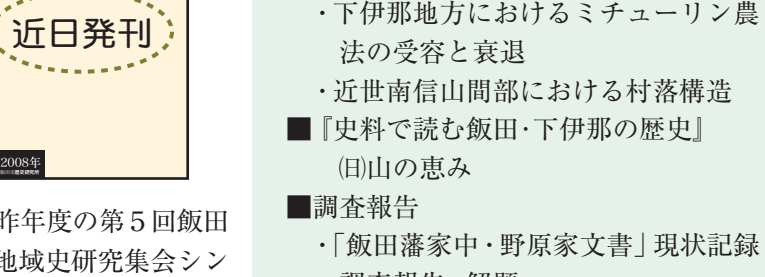 近日発刊
2008年
昨年度の第5回飯田
地域史研究集会シン
・下伊那地方におけるミチューリン農
法の受容と衰退
・近世南信山間部における村落構造
■『史料で読む飯田・下伊那の歴史』
㈰山の恵み
■調査報告
・「飯田藩家中・野原家文書」現状記録